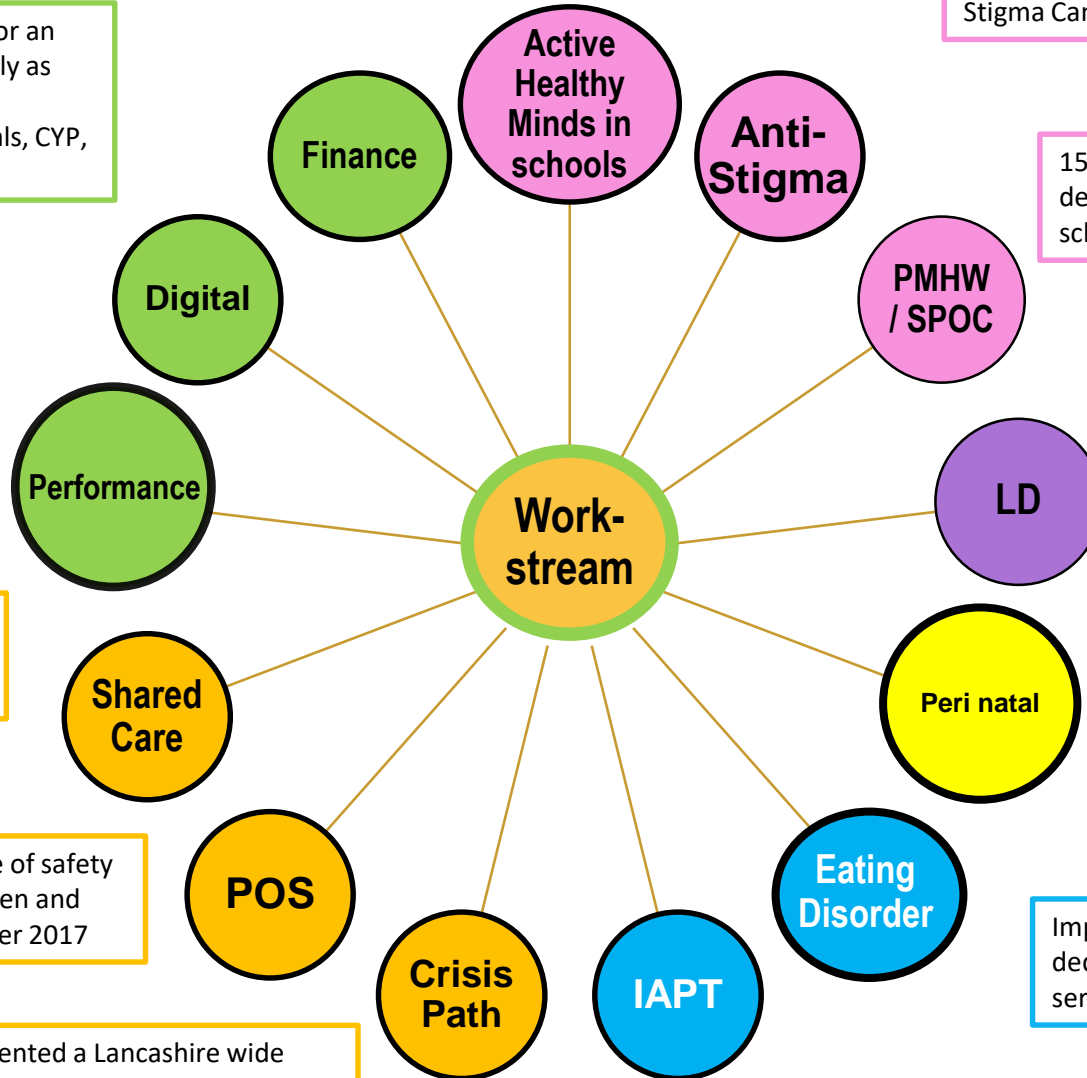 or an
ly as
ls, CYP,
Stigma Car
Active
Healthy
Minds in
schools
Finance
Anti-
Stigma
15
de
sch
Digital
PMHW
/ SPOC
Performance
Work-
stream
LD
Shared
Care
Peri natal
e of safety
en and
er 2017
POS
Eating
Disorder
Crisis
Path
IAPT
Imp
dec
ser
ented a Lancashire wide